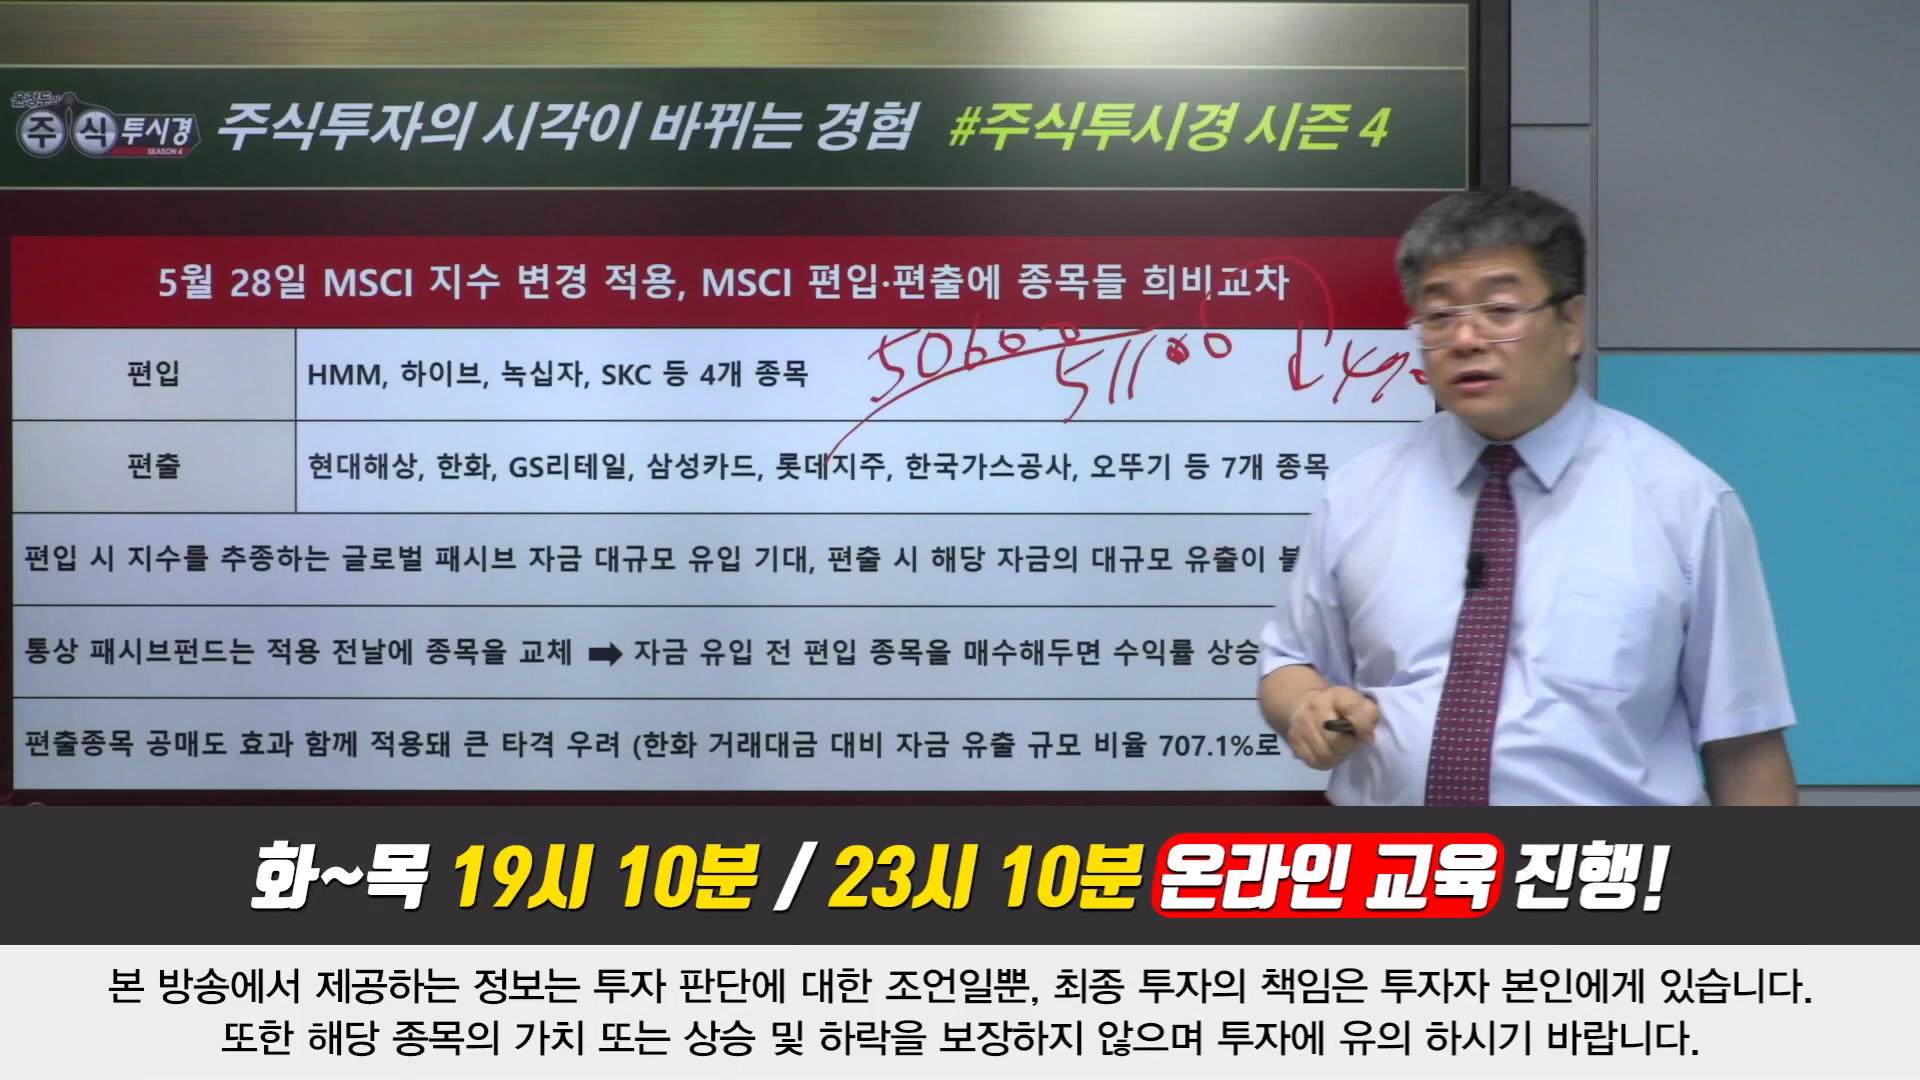 윤정두의
주식투시경
SEASON 4
주식투자의 시각이 바뀌는 경험 #주식투시경 시즌 4
5월 28일 MSCI 지수 변경 적용, MSCI 편입·편출에 종목들 희비교차
편입 HMM, 하이브, 녹십자, SKC 등 4개 종목
50600 51100
편출 현대해상, 한화, GS리테일, 삼성카드, 롯데지주, 한국가스공사, 오뚜기 등 7개 종목
편입 시 지수를 추종하는 글로벌 패시브 자금 대규모 유입 기대, 편출 시 해당 자금의 대규모 유출이
통상 패시브펀드는 적용 전날에 종목을 교체 ➡ 자금 유입 전 편입 종목을 매수해두면 수익률 상승
편출종목 공매도 효과 함께 적용돼 큰 타격 우려 (한화 거래대금 대비 자금 유출 규모 비율 707.1%로
화~목 19시 10분 / 23시 10분 온라인 교육 진행!
본 방송에서 제공하는 정보는 투자 판단에 대한 조언일뿐, 최종 투자의 책임은 투자자 본인에게 있습니다.
또한 해당 종목의 가치 또는 상승 및 하락을 보장하지 않으며 투자에 유의 하시기 바랍니다.